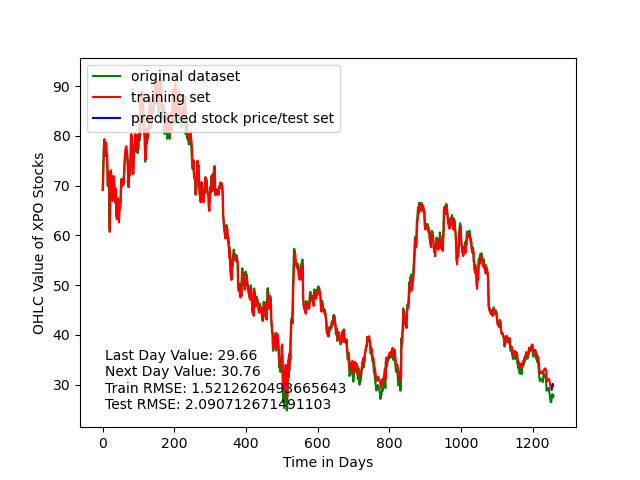 original dataset
training set
predicted stock price/test set
90
80
70
60
50
40
30
OHLC Value of XPO Stocks
Last Day Value: 29.66
Next Day Value: 30.76
Train RMSE: 1.5212620493665643
Test RMSE: 2.090712671491103
0 200 400 600 800 1000 1200
Time in Days